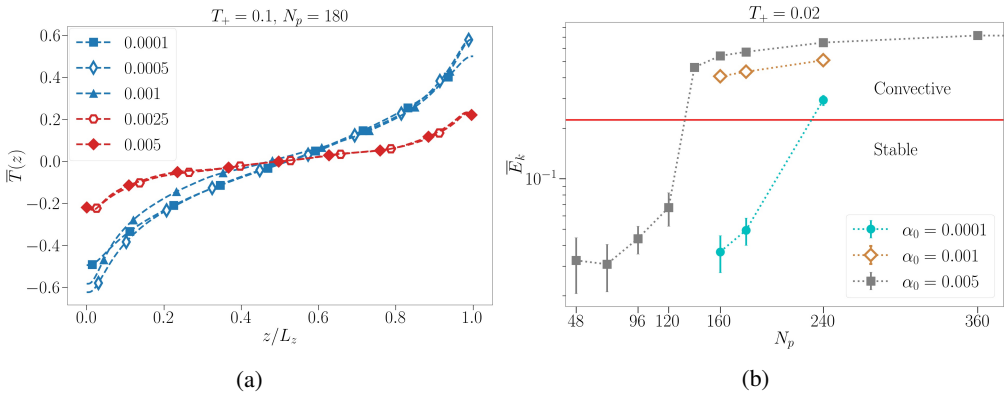 T₊ = 0.1, Nₚ = 180
0.6
0.4
0.2
0.0
−0.2
−0.4
−0.6
T̅(z)
0.0001
0.0005
0.001
0.0025
0.005
0.0 0.2 0.4 0.6 0.8 1.0
z/L_z
(a)
T₊ = 0.02
E̅ₖ
10⁻¹
Convective
Stable
α₀ = 0.0001
α₀ = 0.001
α₀ = 0.005
48 96 120 160 240 360
Nₚ
(b)